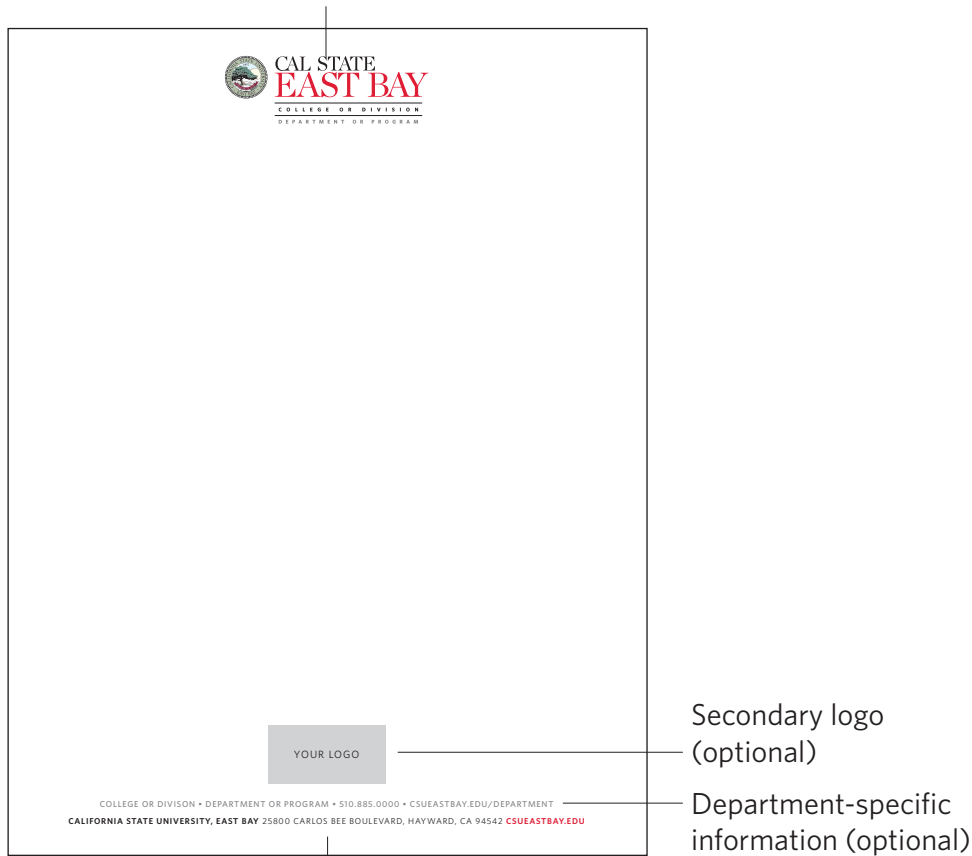 CAL STATE
EAST BAY
COLLEGE OR DIVISION
DEPARTMENT OR PROGRAM
YOUR LOGO
Secondary logo
(optional)
COLLEGE OR DIVISON • DEPARTMENT OR PROGRAM • 510.885.0000 • CSUEASTBAY.EDU/DEPARTMENT
CALIFORNIA STATE UNIVERSITY, EAST BAY 25800 CARLOS BEE BOULEVARD, HAYWARD, CA 94542 CSUEASTBAY.EDU
Department-specific
information (optional)